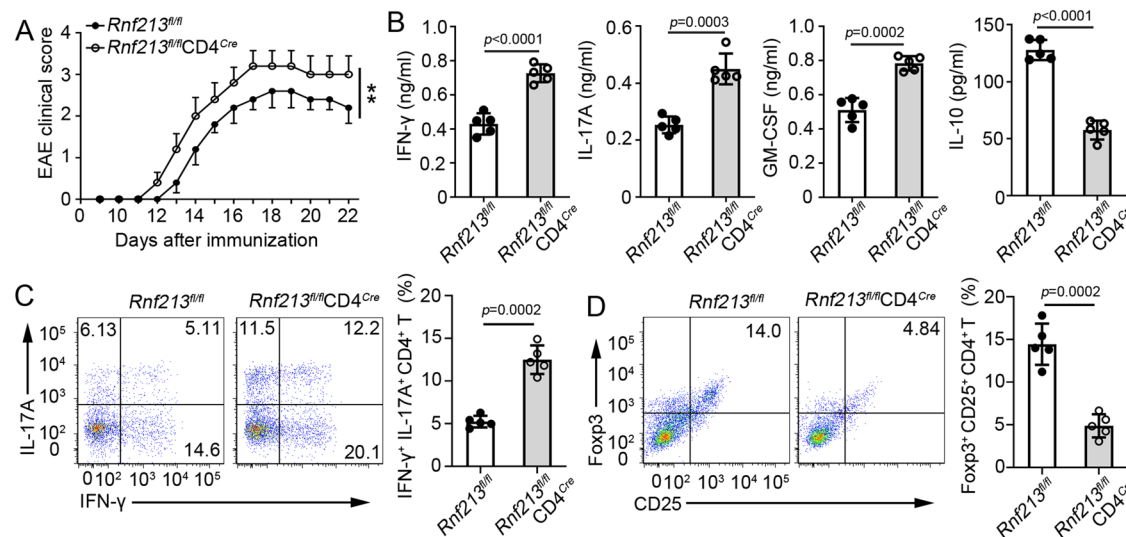 A
Rnf213fl/fl
Rnf213fl/flCD4Cre
EAE clinical score
5
4
3
2
1
0
**
10 12 14 16 18 20 22
Days after immunization
B
IFN-γ (ng/ml)
p<0.0001
1.0
0.8
0.6
0.4
0.2
0
Rnf213fl/fl
Rnf213fl/fl
CD4Cre
IL-17A (ng/ml)
p=0.0003
0.6
0.4
0.2
0
Rnf213fl/fl
Rnf213fl/fl
CD4Cre
GM-CSF (ng/ml)
p=0.0002
1.0
0.8
0.6
0.4
0.2
0
Rnf213fl/fl
Rnf213fl/fl
CD4Cre
IL-10 (pg/ml)
p<0.0001
150
100
50
0
Rnf213fl/fl
Rnf213fl/fl
CD4Cre
C
Rnf213fl/fl
Rnf213fl/flCD4Cre
6.13 5.11
14.6
11.5 12.2
20.1
10⁵
10⁴
10³
10²
0
IL-17A
0 10³ 10⁴ 10⁵
IFN-γ
IFN-γ⁺ IL-17A⁺ CD4⁺ T (%)
p=0.0002
20
15
10
5
0
Rnf213fl/fl
Rnf213fl/fl
CD4Cre
D
Rnf213fl/fl
Rnf213fl/flCD4Cre
14.0
4.84
10⁵
10⁴
10³
10²
0
Foxp3
0 10² 10³ 10⁴ 10⁵
CD25
Foxp3⁺ CD25⁺ CD4⁺ T (%)
p=0.0002
20
15
10
5
0
Rnf213fl/fl
Rnf213fl/fl
CD4Cre